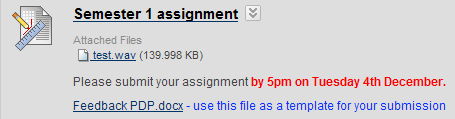 Semester 1 assignment
Attached Files
test.wav (139.998 KB)
Please submit your assignment by 5pm on Tuesday 4th December.
Feedback PDP.docx - use this file as a template for your submission